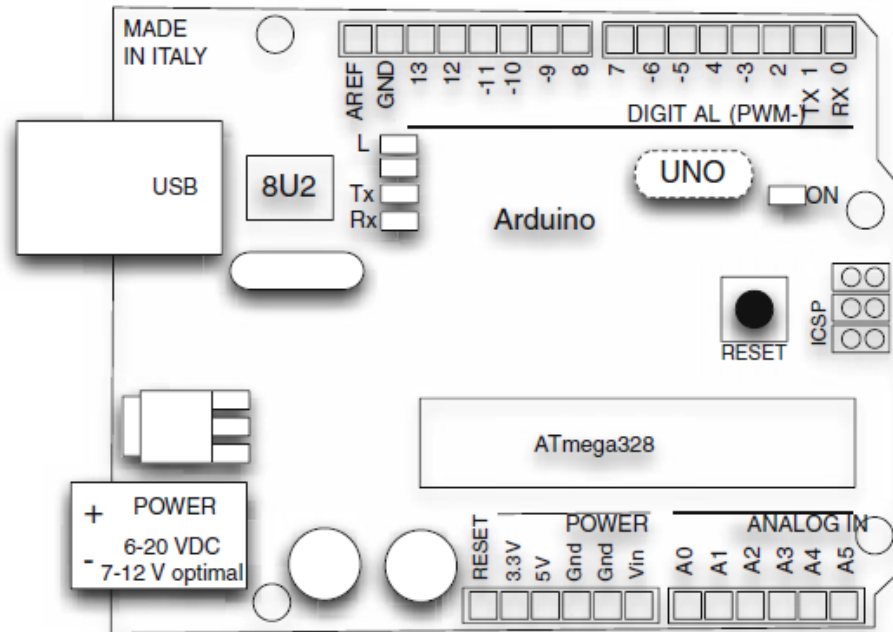 MADE
IN ITALY
AREF
GND
13
12
-11
-10
-9
8
7
-6
-5
4
-3
2
TX 1
RX 0
DIGIT AL (PWM-)
L
Tx
Rx
USB
8U2
UNO
ON
Arduino
RESET
ICSP
ATmega328
+ POWER
- 6-20 VDC
7-12 V optimal
POWER
ANALOG IN
RESET
3.3V
5V
Gnd
Gnd
Vin
A0
A1
A2
A3
A4
A5